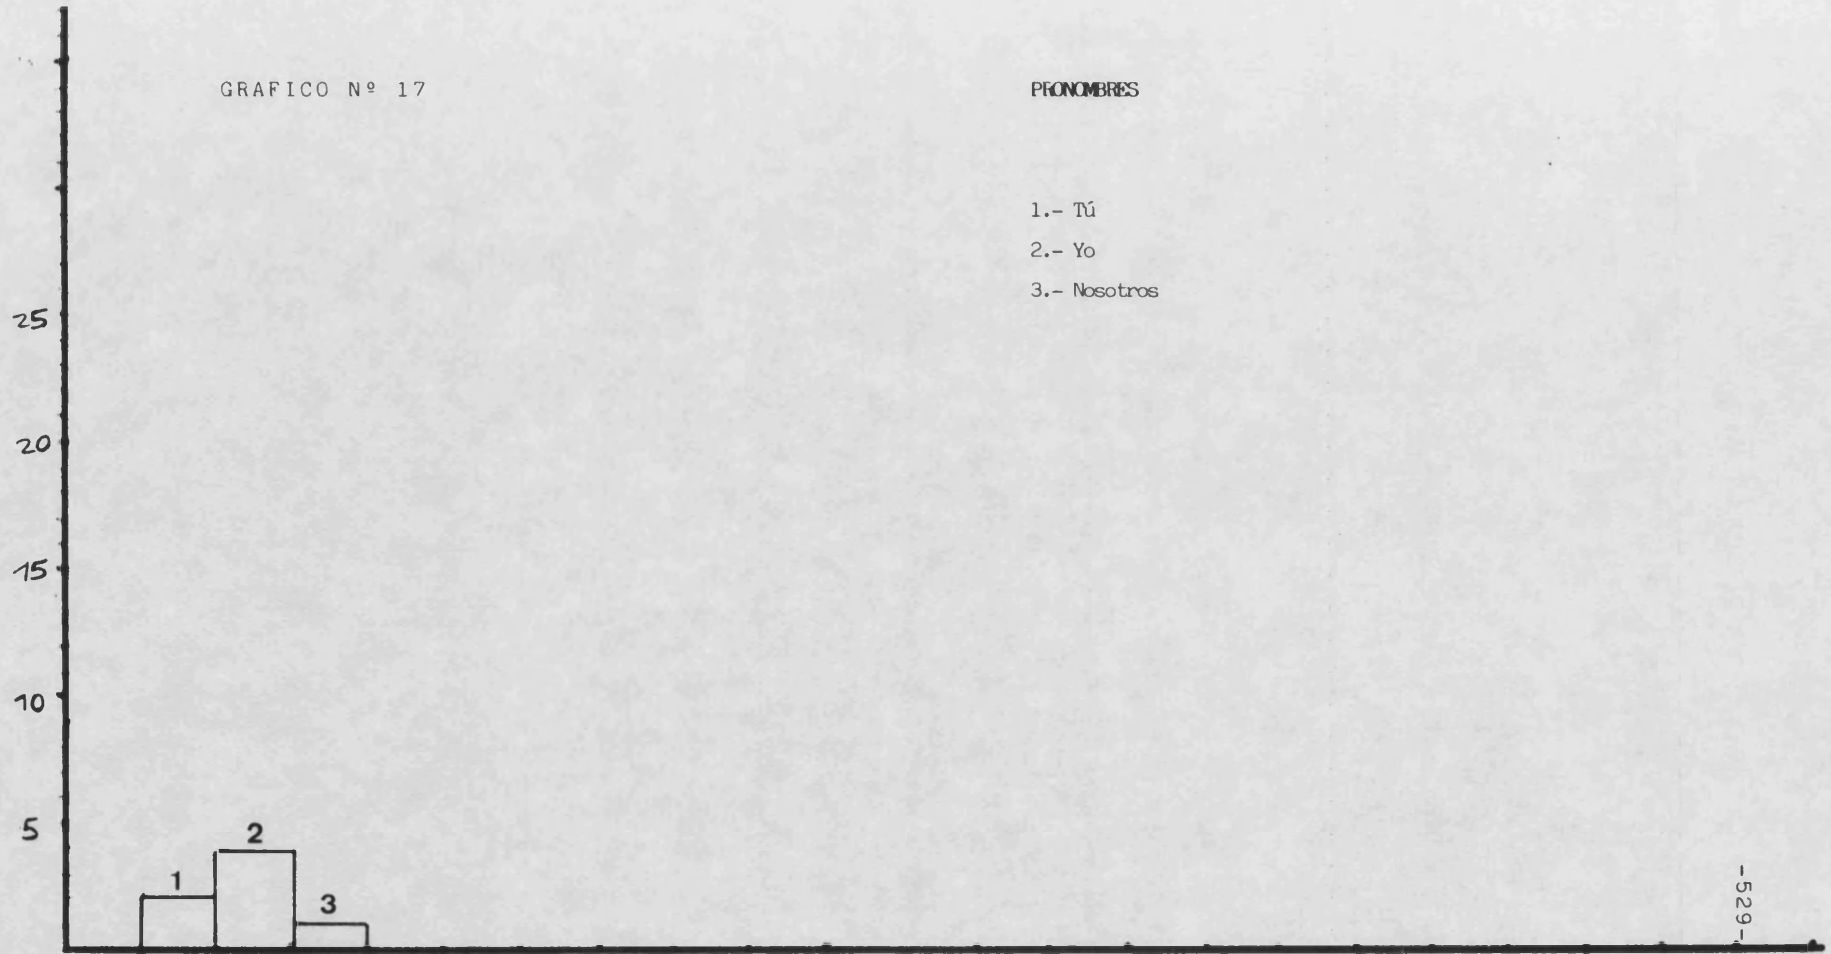 GRAFICO Nº 17
PRONOMBRES
1.- Tú
2.- Yo
3.- Nosotros
25
20
15
10
5
1
2
3
-529-